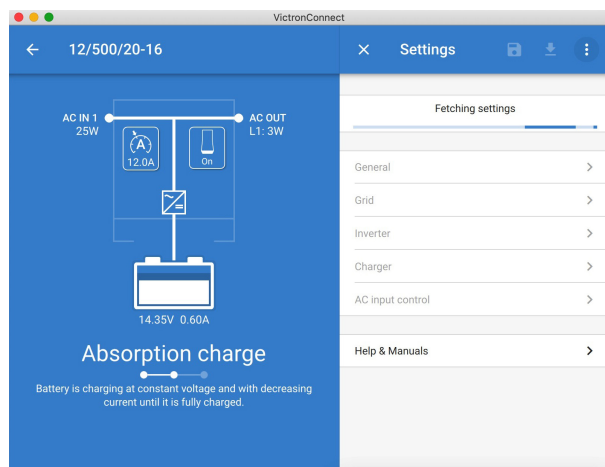 VictronConnect
12/500/20-16
AC IN 1
25W
AC OUT
L1: 3W
A
12.0A
On
14.35V 0.60A
Absorption charge
Battery is charging at constant voltage and with decreasing
current until it is fully charged.
Settings
Fetching settings
General
Grid
Inverter
Charger
AC input control
Help & Manuals